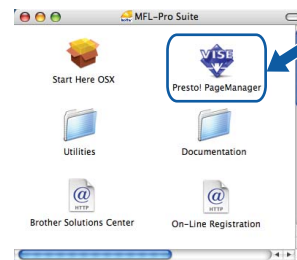 MFL-Pro Suite
Start Here OSX
VISE
Presto! PageManager
Utilities
Documentation
@
HTTP
Brother Solutions Center
@
HTTP
On-Line Registration